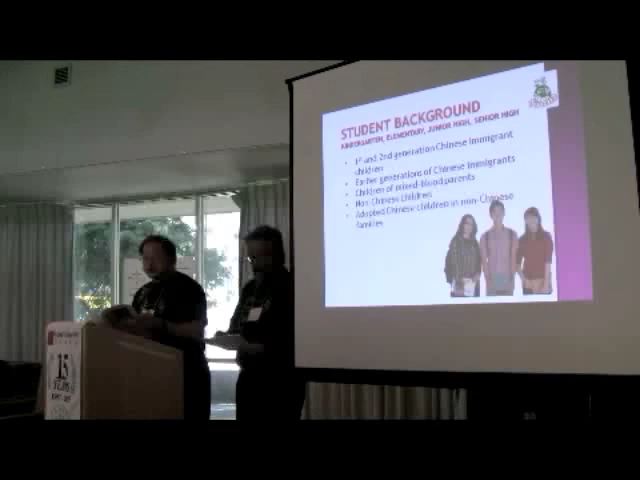 STUDENT BACKGROUND
KINDERGARTEN, ELEMENTARY, JUNIOR HIGH, SENIOR HIGH
• 1st and 2nd generation Chinese Immigrant
children
• Earlier generations of Chinese Immigrants
• Children of mixed-blood parents
• Non-Chinese children
• Adopted Chinese children in non-Chinese
families
15